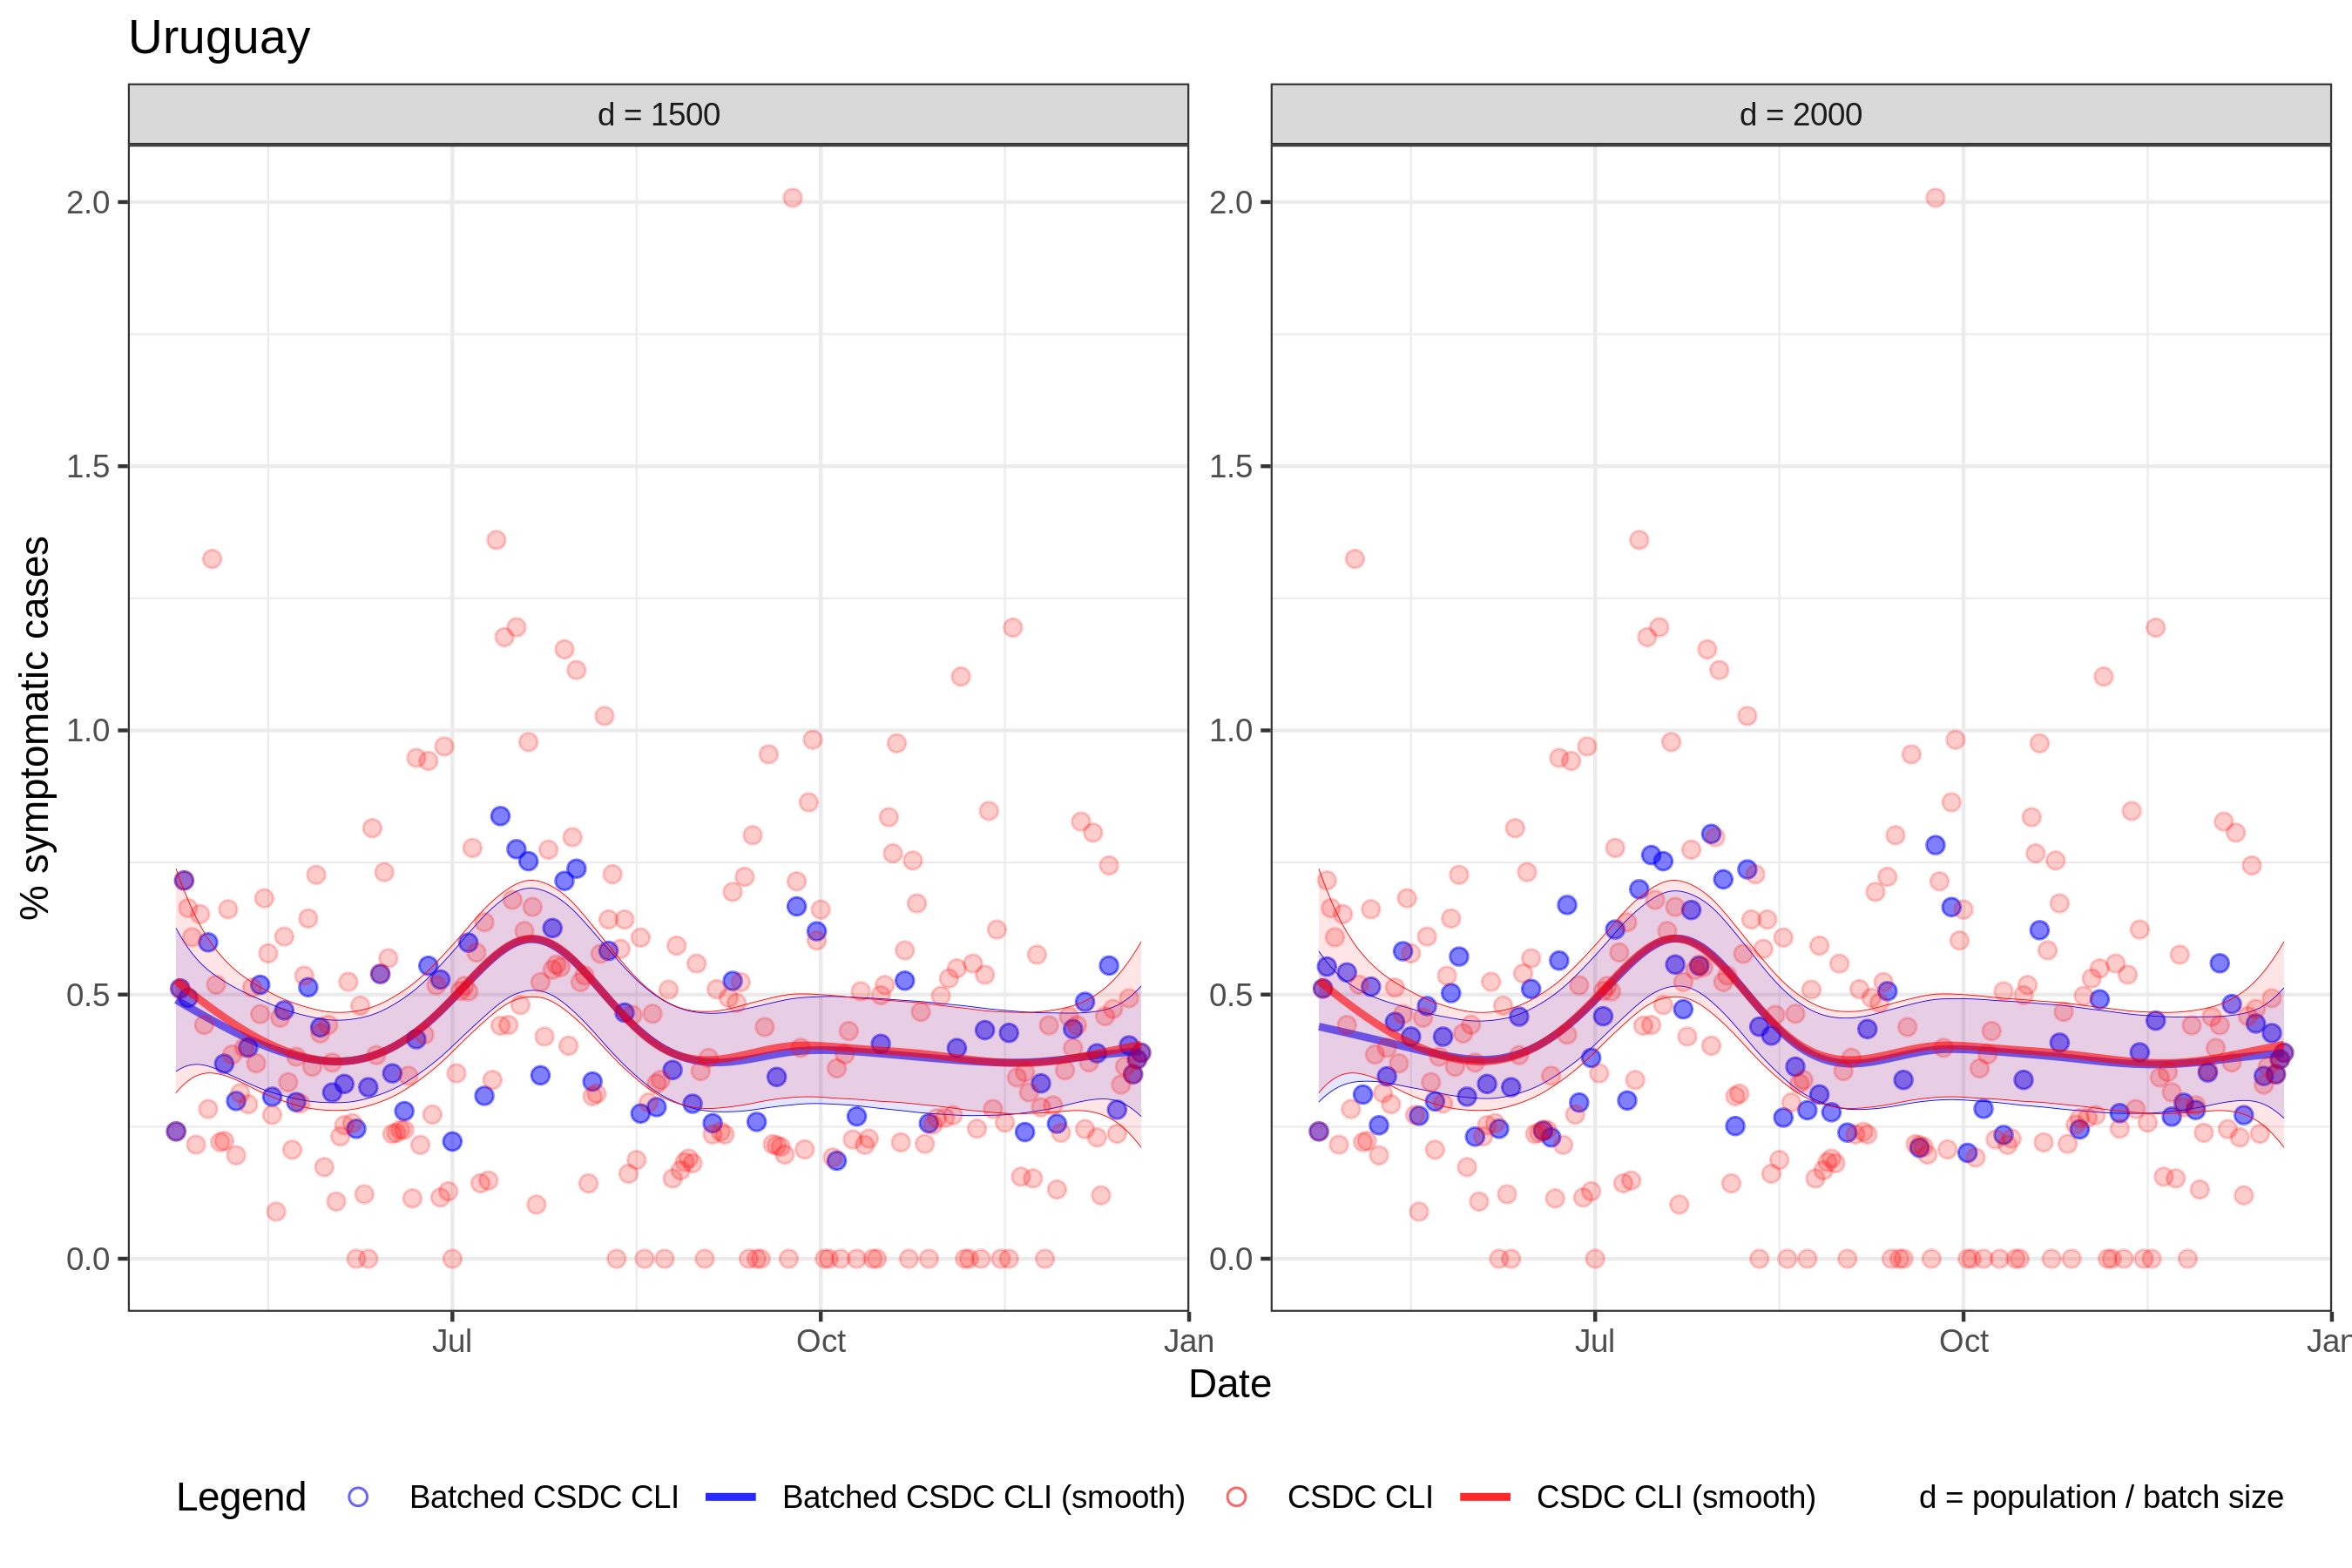 Uruguay
d = 1500
d = 2000
% symptomatic cases
2.0
1.5
1.0
0.5
0.0
2.0
1.5
1.0
0.5
0.0
Jul
Oct
Jan
Jul
Oct
Jan
Date
Legend
Batched CSDC CLI
Batched CSDC CLI (smooth)
CSDC CLI
CSDC CLI (smooth)
d = population / batch size